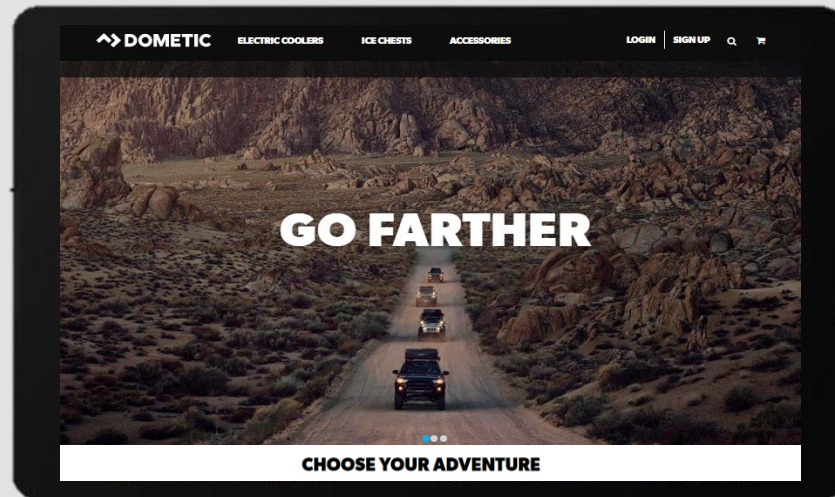 DOMETIC ELECTRIC COOLERS ICE CHESTS ACCESSORIES LOGIN SIGN UP
GO FARTHER
CHOOSE YOUR ADVENTURE